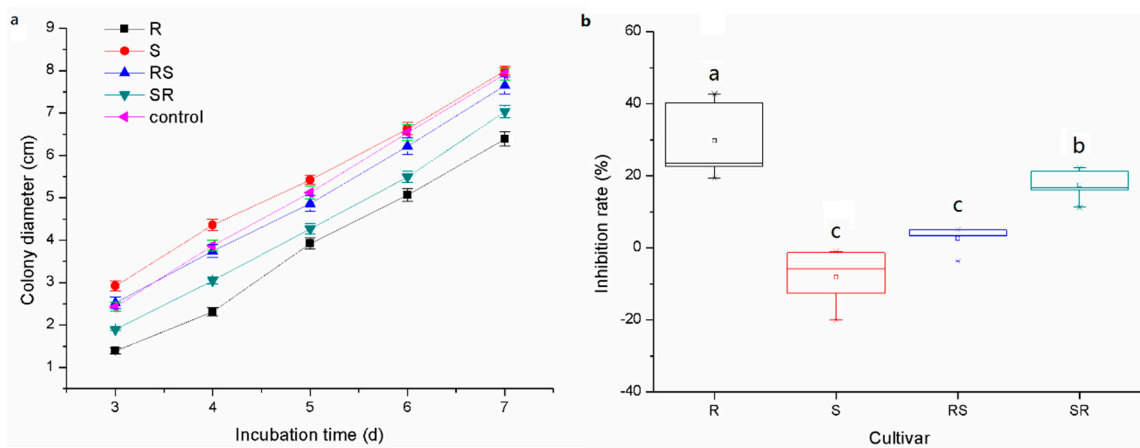 a
9
8
7
6
5
4
3
2
1
Colony diameter (cm)
R
S
RS
SR
control
3 4 5 6 7
Incubation time (d)
b
60
40
20
0
-20
-40
Inhibition rate (%)
a
c
c
b
R S RS SR
Cultivar